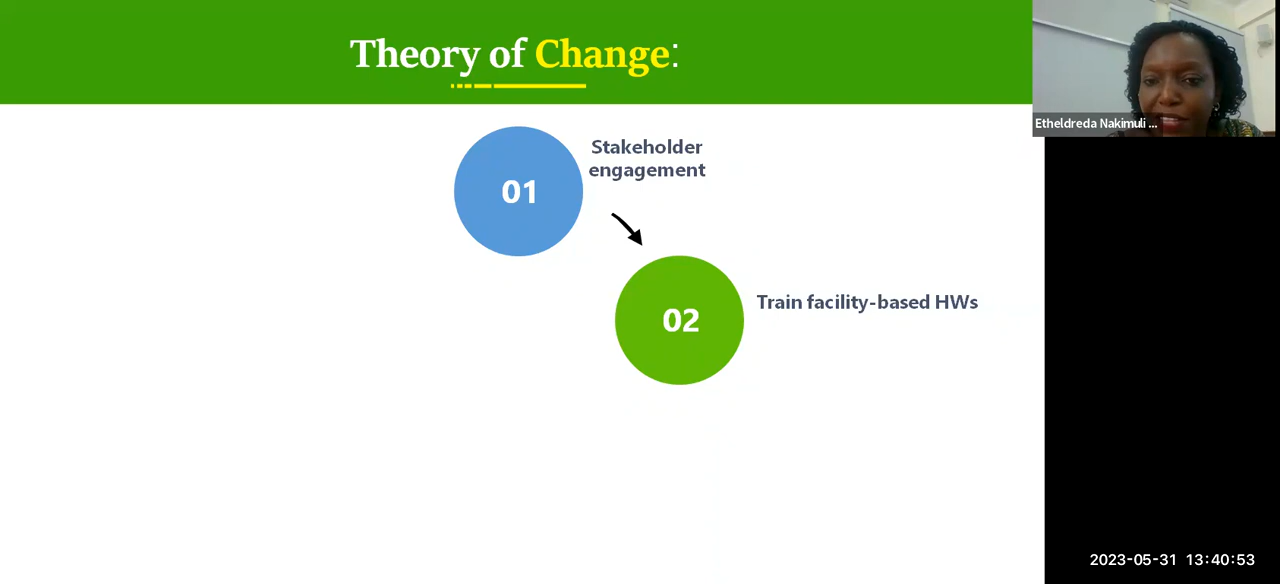 Theory of Change:
Etheldreda Nakimuli ...
01
Stakeholder
engagement
02
Train facility-based HWs
2023-05-31 13:40:53